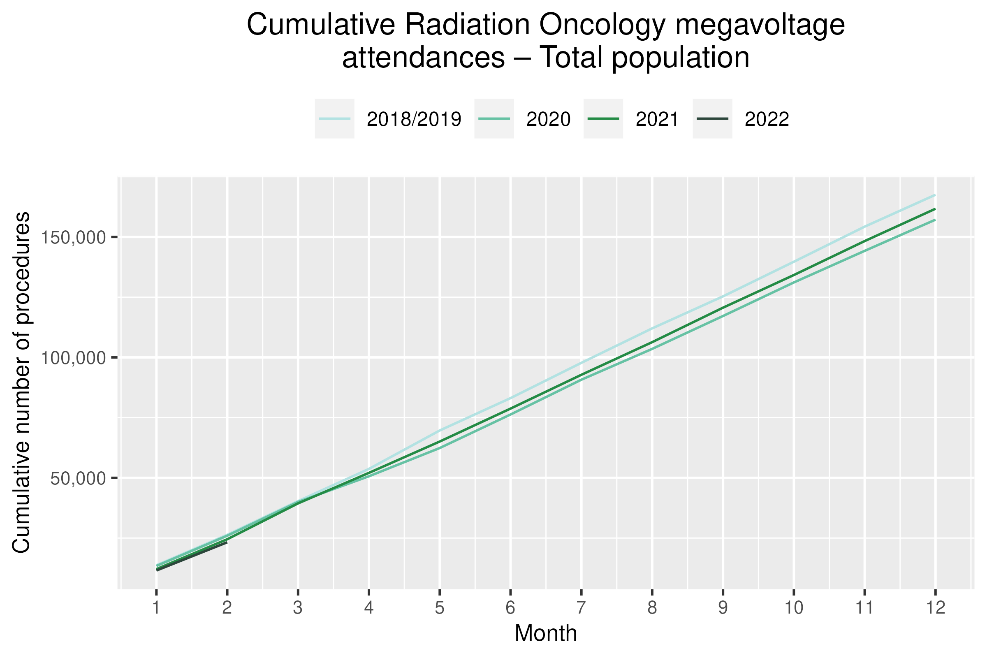 Cumulative Radiation Oncology megavoltage
attendances – Total population
2018/2019 2020 2021 2022
Cumulative number of procedures
150,000
100,000
50,000
1 2 3 4 5 6 7 8 9 10 11 12
Month